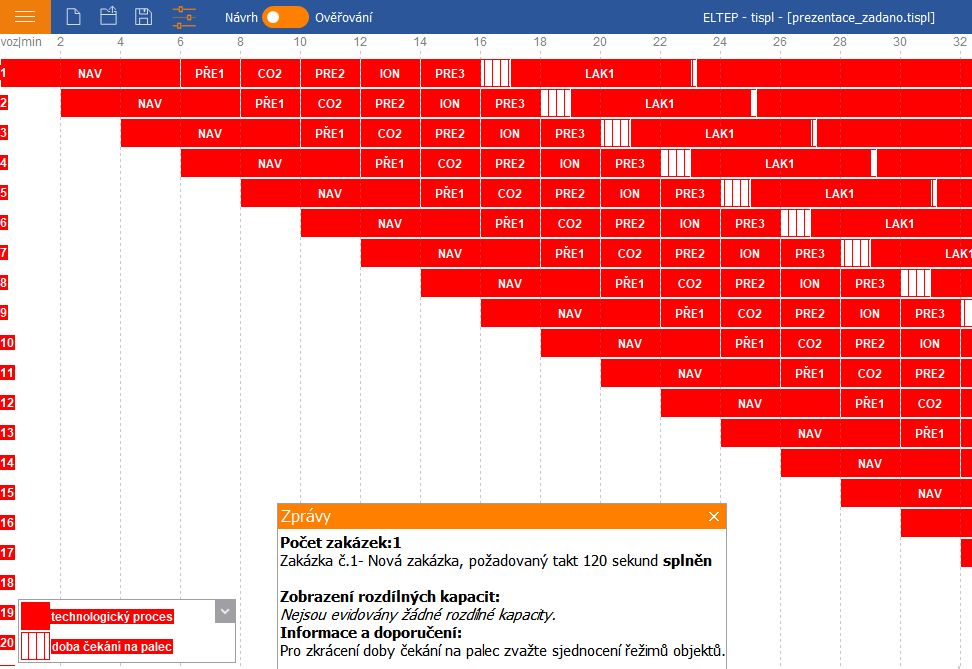 Návrh Ověřování ELTEP - tispl - [prezentace_zadano.tispl]
voz|min 2 4 6 8 10 12 14 16 18 20 22 24 26 28 30 32
1 NAV PŘE1 CO2 PRE2 ION PRE3 LAK1
2 NAV PŘE1 CO2 PRE2 ION PRE3 LAK1
3 NAV PŘE1 CO2 PRE2 ION PRE3 LAK1
4 NAV PŘE1 CO2 PRE2 ION PRE3 LAK1
5 NAV PŘE1 CO2 PRE2 ION PRE3 LAK1
6 NAV PŘE1 CO2 PRE2 ION PRE3 LAK1
7 NAV PŘE1 CO2 PRE2 ION PRE3 LAK1
8 NAV PŘE1 CO2 PRE2 ION PRE3
9 NAV PŘE1 CO2 PRE2 ION PRE3
10 NAV PŘE1 CO2 PRE2 ION
11 NAV PŘE1 CO2 PRE2
12 NAV PŘE1 CO2
13 NAV PŘE1
14 NAV
15 NAV
16
17
18
19
20
technologický proces
doba čekání na palec
Zprávy
Počet zakázek:1
Zakázka č.1- Nová zakázka, požadovaný takt 120 sekund splněn
Zobrazení rozdílných kapacit:
Nejsou evidovány žádné rozdílné kapacity.
Informace a doporučení:
Pro zkrácení doby čekání na palec zvažte sjednocení řežimů objektů.